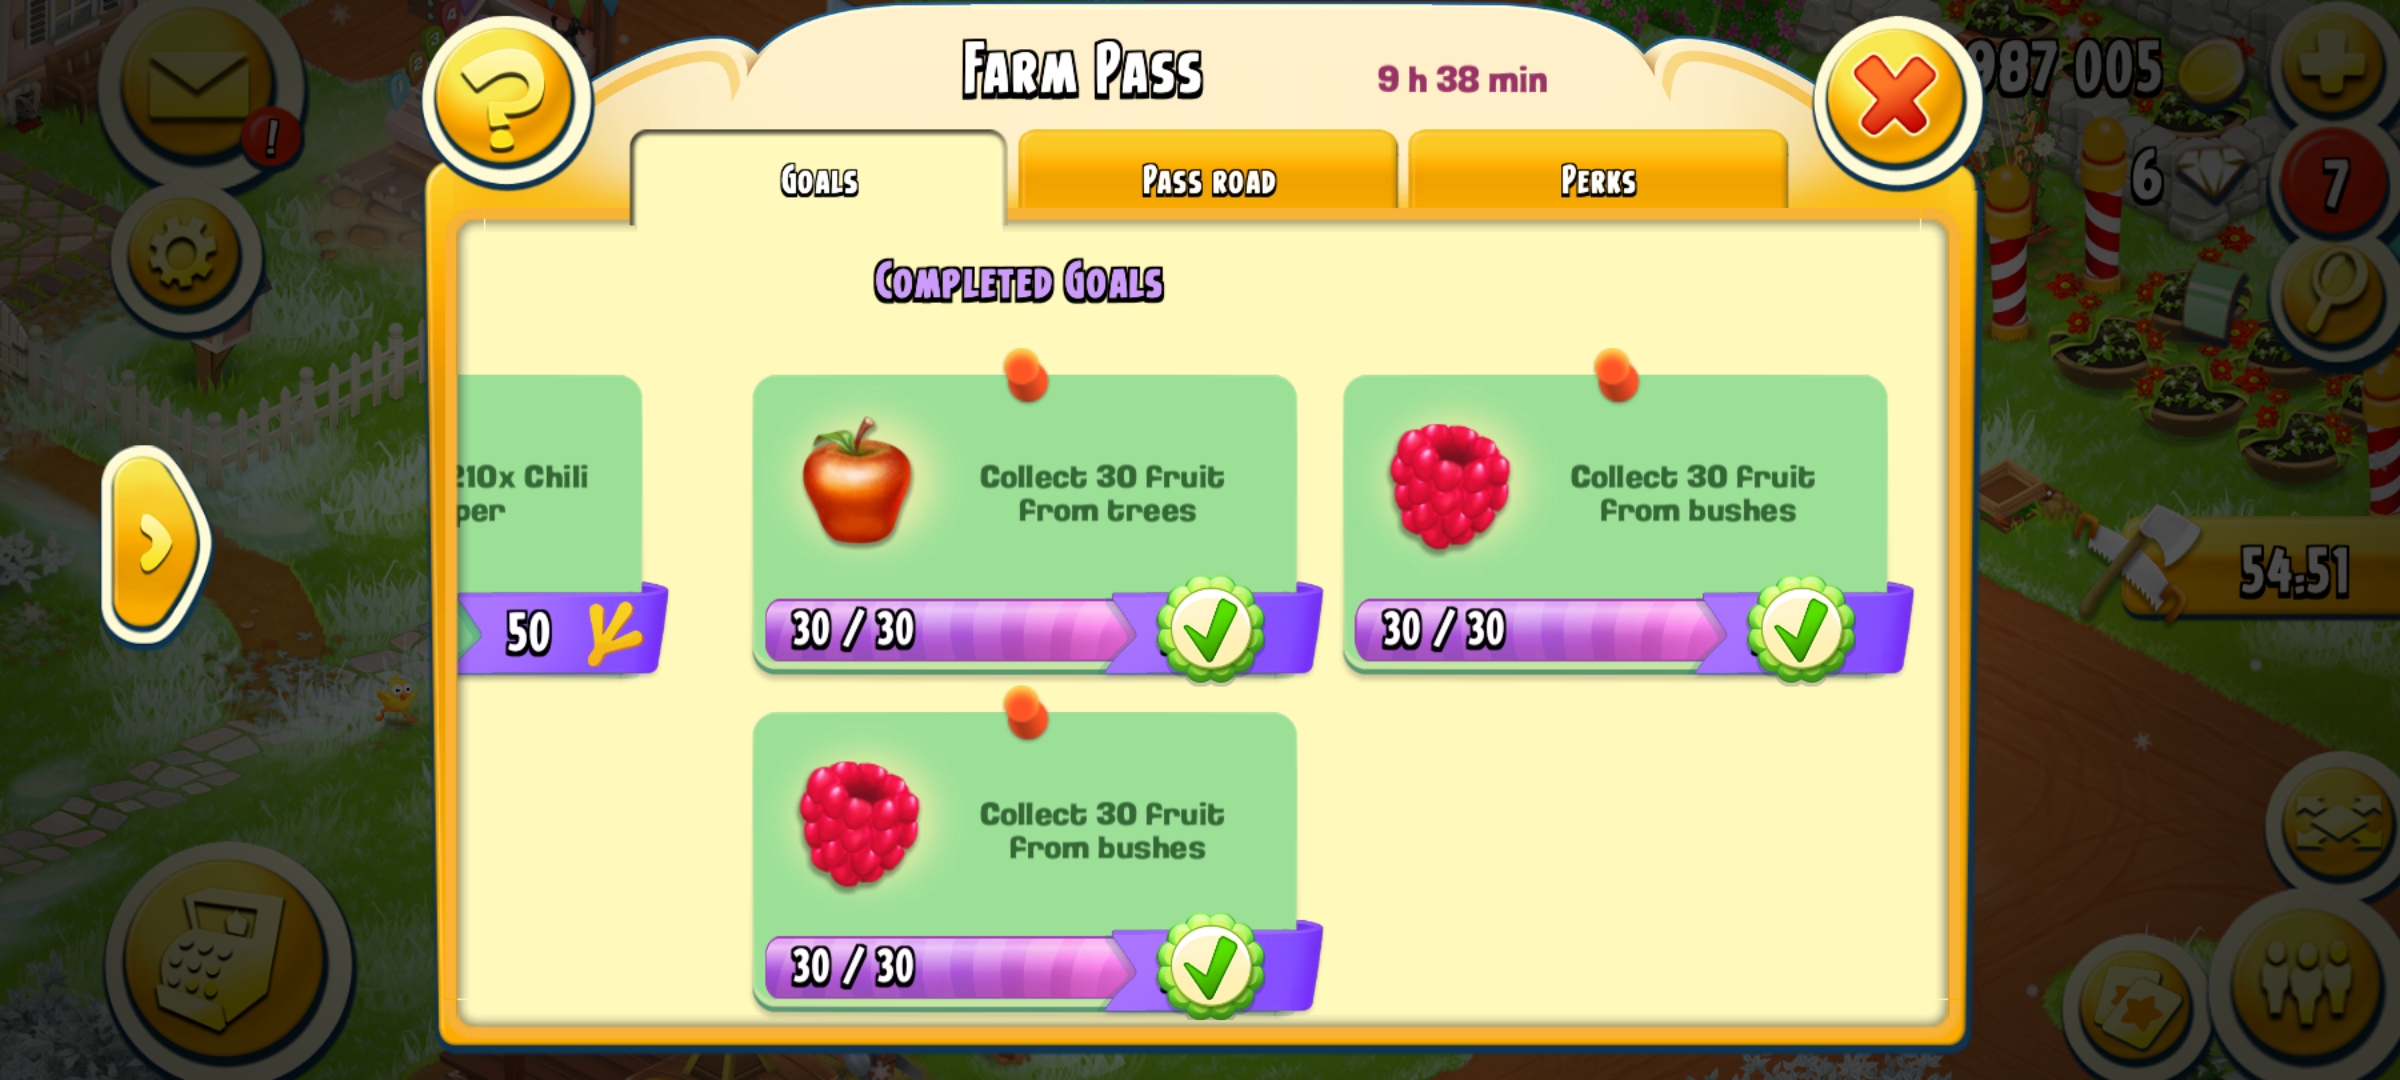 FARM PASS
9 h 38 min
987 005
6
7
GOALS
PASS ROAD
PERKS
COMPLETED GOALS
210x Chili
per
50
Collect 30 fruit
from trees
30 / 30
Collect 30 fruit
from bushes
30 / 30
Collect 30 fruit
from bushes
30 / 30
54:51